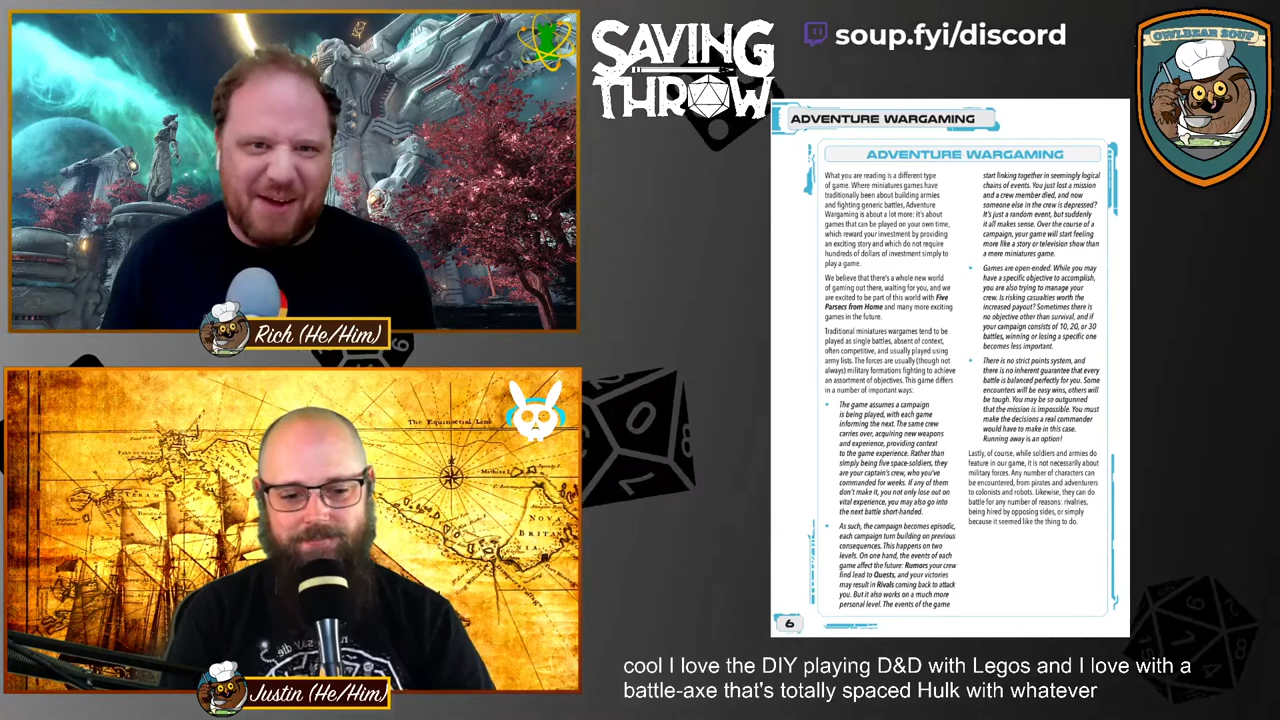 SAVING
THROW
soup.fyi/discord
OWLBEAR SOUP
Rich (He/Him)
The Equinoctial Line
Justin (He/Him)
ADVENTURE WARGAMING
ADVENTURE WARGAMING
What you are reading is a different type
of game. Where miniatures games have
traditionally been about building armies
and fighting generic battles, Adventure
Wargaming is about a lot more: it's about
games that can be played on your own time,
which reward your investment by providing
an exciting story and which do not require
hundreds of dollars of investment simply to
play a game.
We believe that there's a whole new world
of gaming out there, waiting for you, and we
are excited to be part of this world with Five
Parsecs from Home and many more exciting
games in the future.
Traditional miniatures wargames tend to be
played as single battles, absent of context,
often competitive, and usually played using
army lists. The forces are usually (though not
always) military formations fighting to achieve
an assortment of objectives. This game differs
in a number of important ways:
• The game assumes a campaign
is being played, with each game
informing the next. The same crew
carries over, acquiring new weapons
and experience, providing context
to the game experience. Rather than
simply being five space-soldiers, they
are your captain's crew, who you've
commanded for weeks. If any of them
don't make it, you not only lose out on
vital experience, you may also go into
the next battle short-handed.
• As such, the campaign becomes episodic,
each campaign turn building on previous
consequences. This happens on two
levels. On one hand, the events of each
game affect the future: Rumors your crew
find lead to Quests, and your victories
may result in Rivals coming back to attack
you. But it also works on a much more
personal level. The events of the game
start linking together in seemingly logical
chains of events. You just lost a mission
and a crew member died, and now
someone else in the crew is depressed?
It's just a random event, but suddenly
it all makes sense. Over the course of a
campaign, your game will start feeling
more like a story or television show than
a mere miniatures game.
• Games are open-ended. While you may
have a specific objective to accomplish,
you are also trying to manage your
crew. Is risking casualties worth the
increased payout? Sometimes there is
no objective other than survival, and if
your campaign consists of 10, 20, or 30
battles, winning or losing a specific one
becomes less important.
• There is no strict points system, and
there is no inherent guarantee that every
battle is balanced perfectly for you. Some
encounters will be easy wins, others will
be tough. You may be so outgunned
that the mission is impossible. You must
make the decisions a real commander
would have to make in this case.
Running away is an option!
Lastly, of course, while soldiers and armies do
feature in our game, it is not necessarily about
military forces. Any number of characters can
be encountered, from pirates and adventurers
to colonists and robots. Likewise, they can do
battle for any number of reasons: rivalries,
being hired by opposing sides, or simply
because it seemed like the thing to do.
6
cool I love the DIY playing D&D with Legos and I love with a
battle-axe that's totally spaced Hulk with whatever